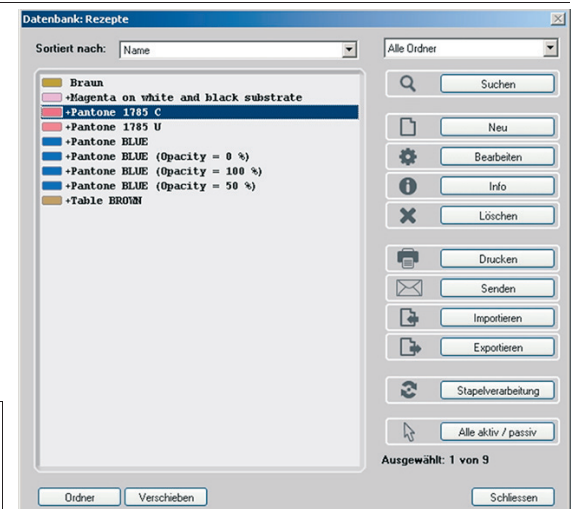 Datenbank: Rezepte
Sortiert nach: Name
Alle Ordner
Braun
+Magenta on white and black substrate
+Pantone 1785 C
+Pantone 1785 U
+Pantone BLUE
+Pantone BLUE (Opacity = 0 %)
+Pantone BLUE (Opacity = 100 %)
+Pantone BLUE (Opacity = 50 %)
+Table BROWN
Suchen
Neu
Bearbeiten
Info
Löschen
Drucken
Senden
Importieren
Exportieren
Stapelverarbeitung
Alle aktiv / passiv
Ausgewählt: 1 von 9
Ordner
Verschieben
Schliessen